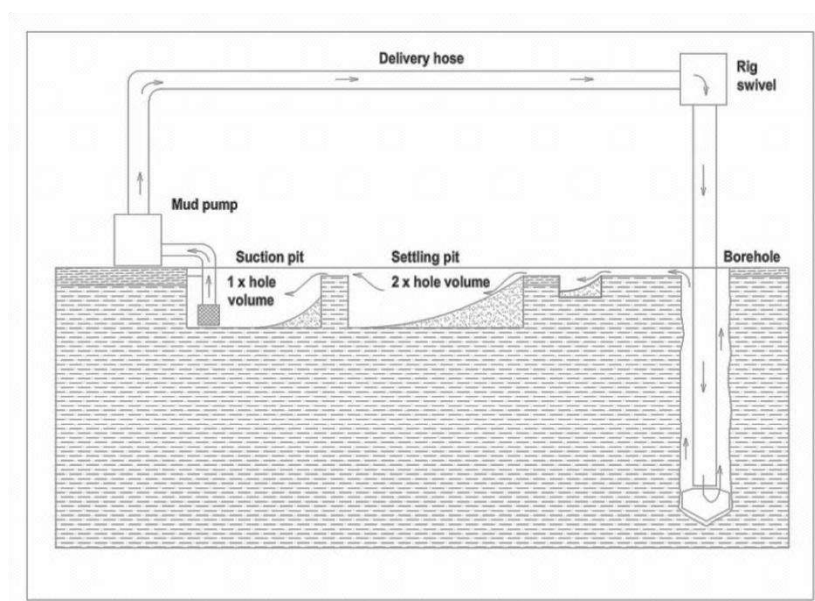 Delivery hose
Rig
swivel
Mud pump
Suction pit
Settling pit
Borehole
1 x hole
volume
2 x hole volume